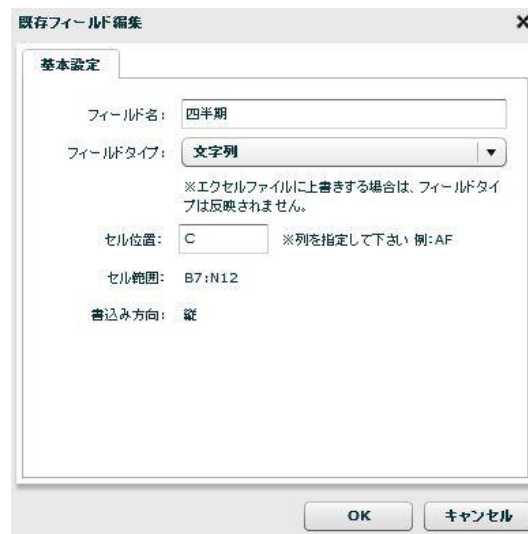 既存フィールド編集
基本設定
フィールド名: 四半期
フィールドタイプ: 文字列
※エクセルファイルに上書きする場合は、フィールドタイ
プは反映されません。
セル位置: C ※列を指定して下さい 例:AF
セル範囲: B7:N12
書込み方向: 縦
OK キャンセル